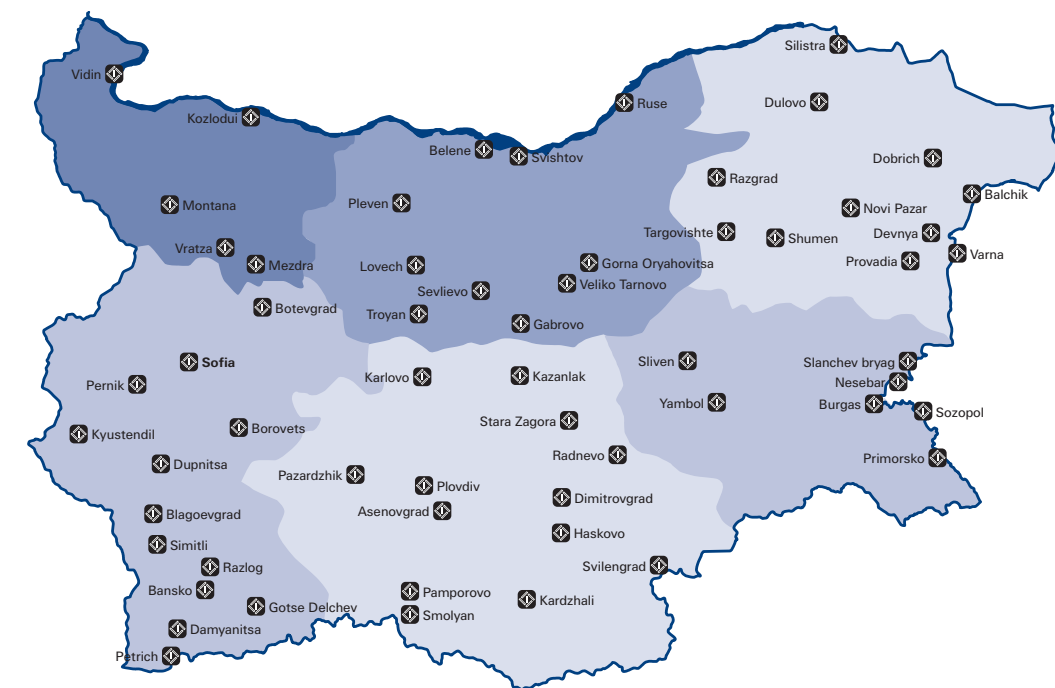 Silistra
Vidin
Dulovo
Ruse
Kozlodui
Belene
Svishtov
Dobrich
Razgrad
Balchik
Montana
Pleven
Novi Pazar
Targovishte
Shumen
Devnya
Vratza
Varna
Mezdra
Lovech
Gorna Oryahovitsa
Provadia
Veliko Tarnovo
Sevlievo
Botevgrad
Troyan
Gabrovo
Sofia
Sliven
Slanchev bryag
Pernik
Karlovo
Kazanlak
Nesebar
Yambol
Burgas
Sozopol
Stara Zagora
Borovets
Kyustendil
Radnevo
Primorsko
Dupnitsa
Pazardzhik
Plovdiv
Dimitrovgrad
Asenovgrad
Blagoevgrad
Haskovo
Simitli
Razlog
Svilengrad
Bansko
Pamporovo
Kardzhali
Gotse Delchev
Smolyan
Damyanitsa
Petrich